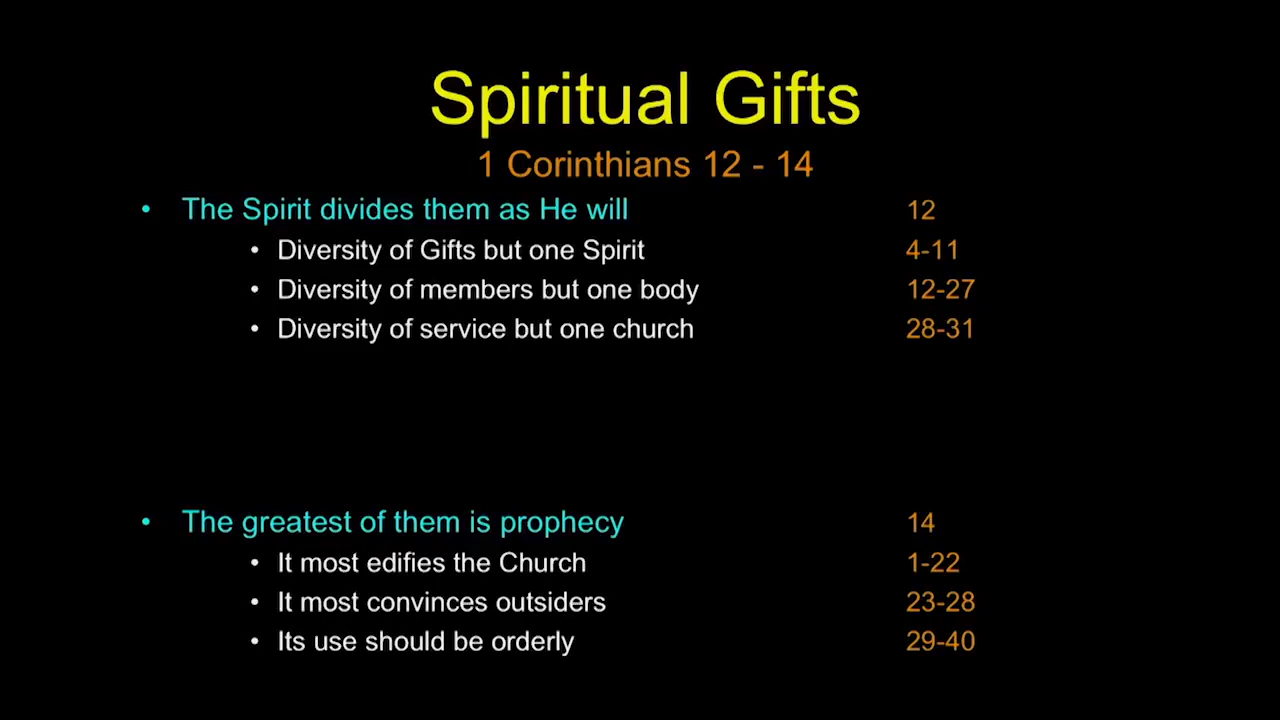 Spiritual Gifts
1 Corinthians 12 - 14
• The Spirit divides them as He will 12
• Diversity of Gifts but one Spirit 4-11
• Diversity of members but one body 12-27
• Diversity of service but one church 28-31
• The greatest of them is prophecy 14
• It most edifies the Church 1-22
• It most convinces outsiders 23-28
• Its use should be orderly 29-40